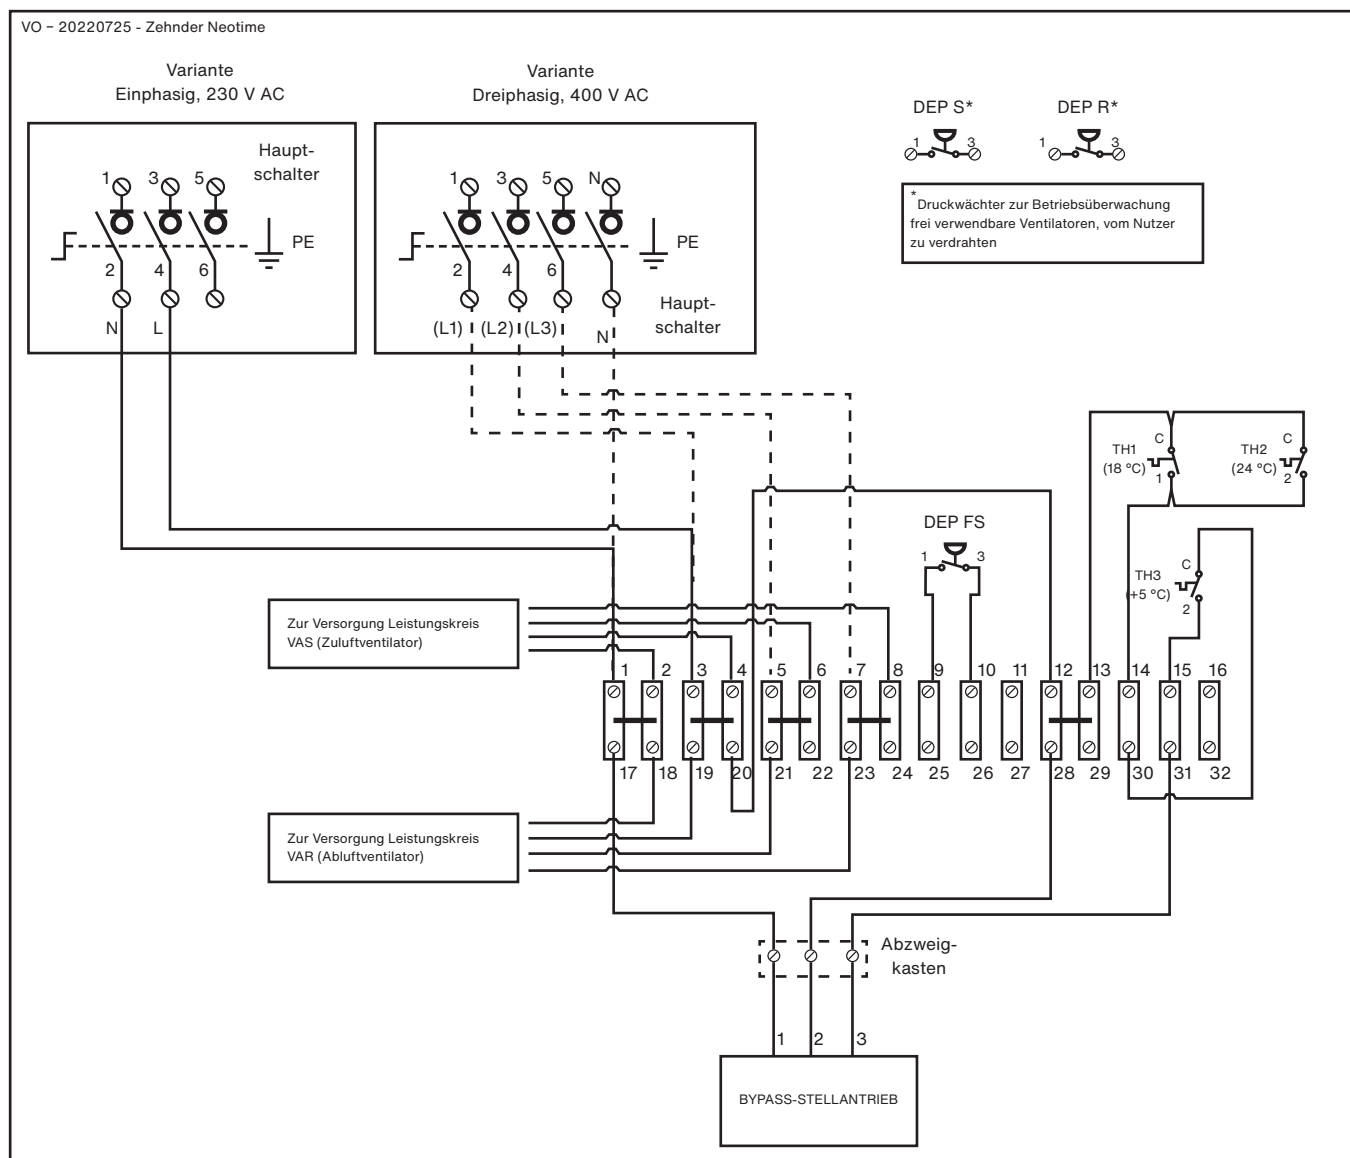 VO – 20220725 - Zehnder Neotime
Variante
Einphasig, 230 V AC
Variante
Dreiphasig, 400 V AC
DEP S*
DEP R*
1
3
1
3
Haupt-
schalter
1
3
5
PE
2
4
6
N
L
1
3
5
N
PE
2
4
6
Haupt-
schalter
(L1)
(L2)
(L3)
N
*Druckwächter zur Betriebsüberwachung
frei verwendbare Ventilatoren, vom Nutzer
zu verdrahten
C
TH1
(18 °C)
1
C
TH2
(24 °C)
2
DEP FS
1
3
C
TH3
(+5 °C)
2
Zur Versorgung Leistungskreis
VAS (Zuluftventilator)
1 2 3 4 5 6 7 8 9 10 11 12 13 14 15 16
17 18 19 20 21 22 23 24 25 26 27 28 29 30 31 32
Zur Versorgung Leistungskreis
VAR (Abluftventilator)
Abzweig-
kasten
1 2 3
BYPASS-STELLANTRIEB